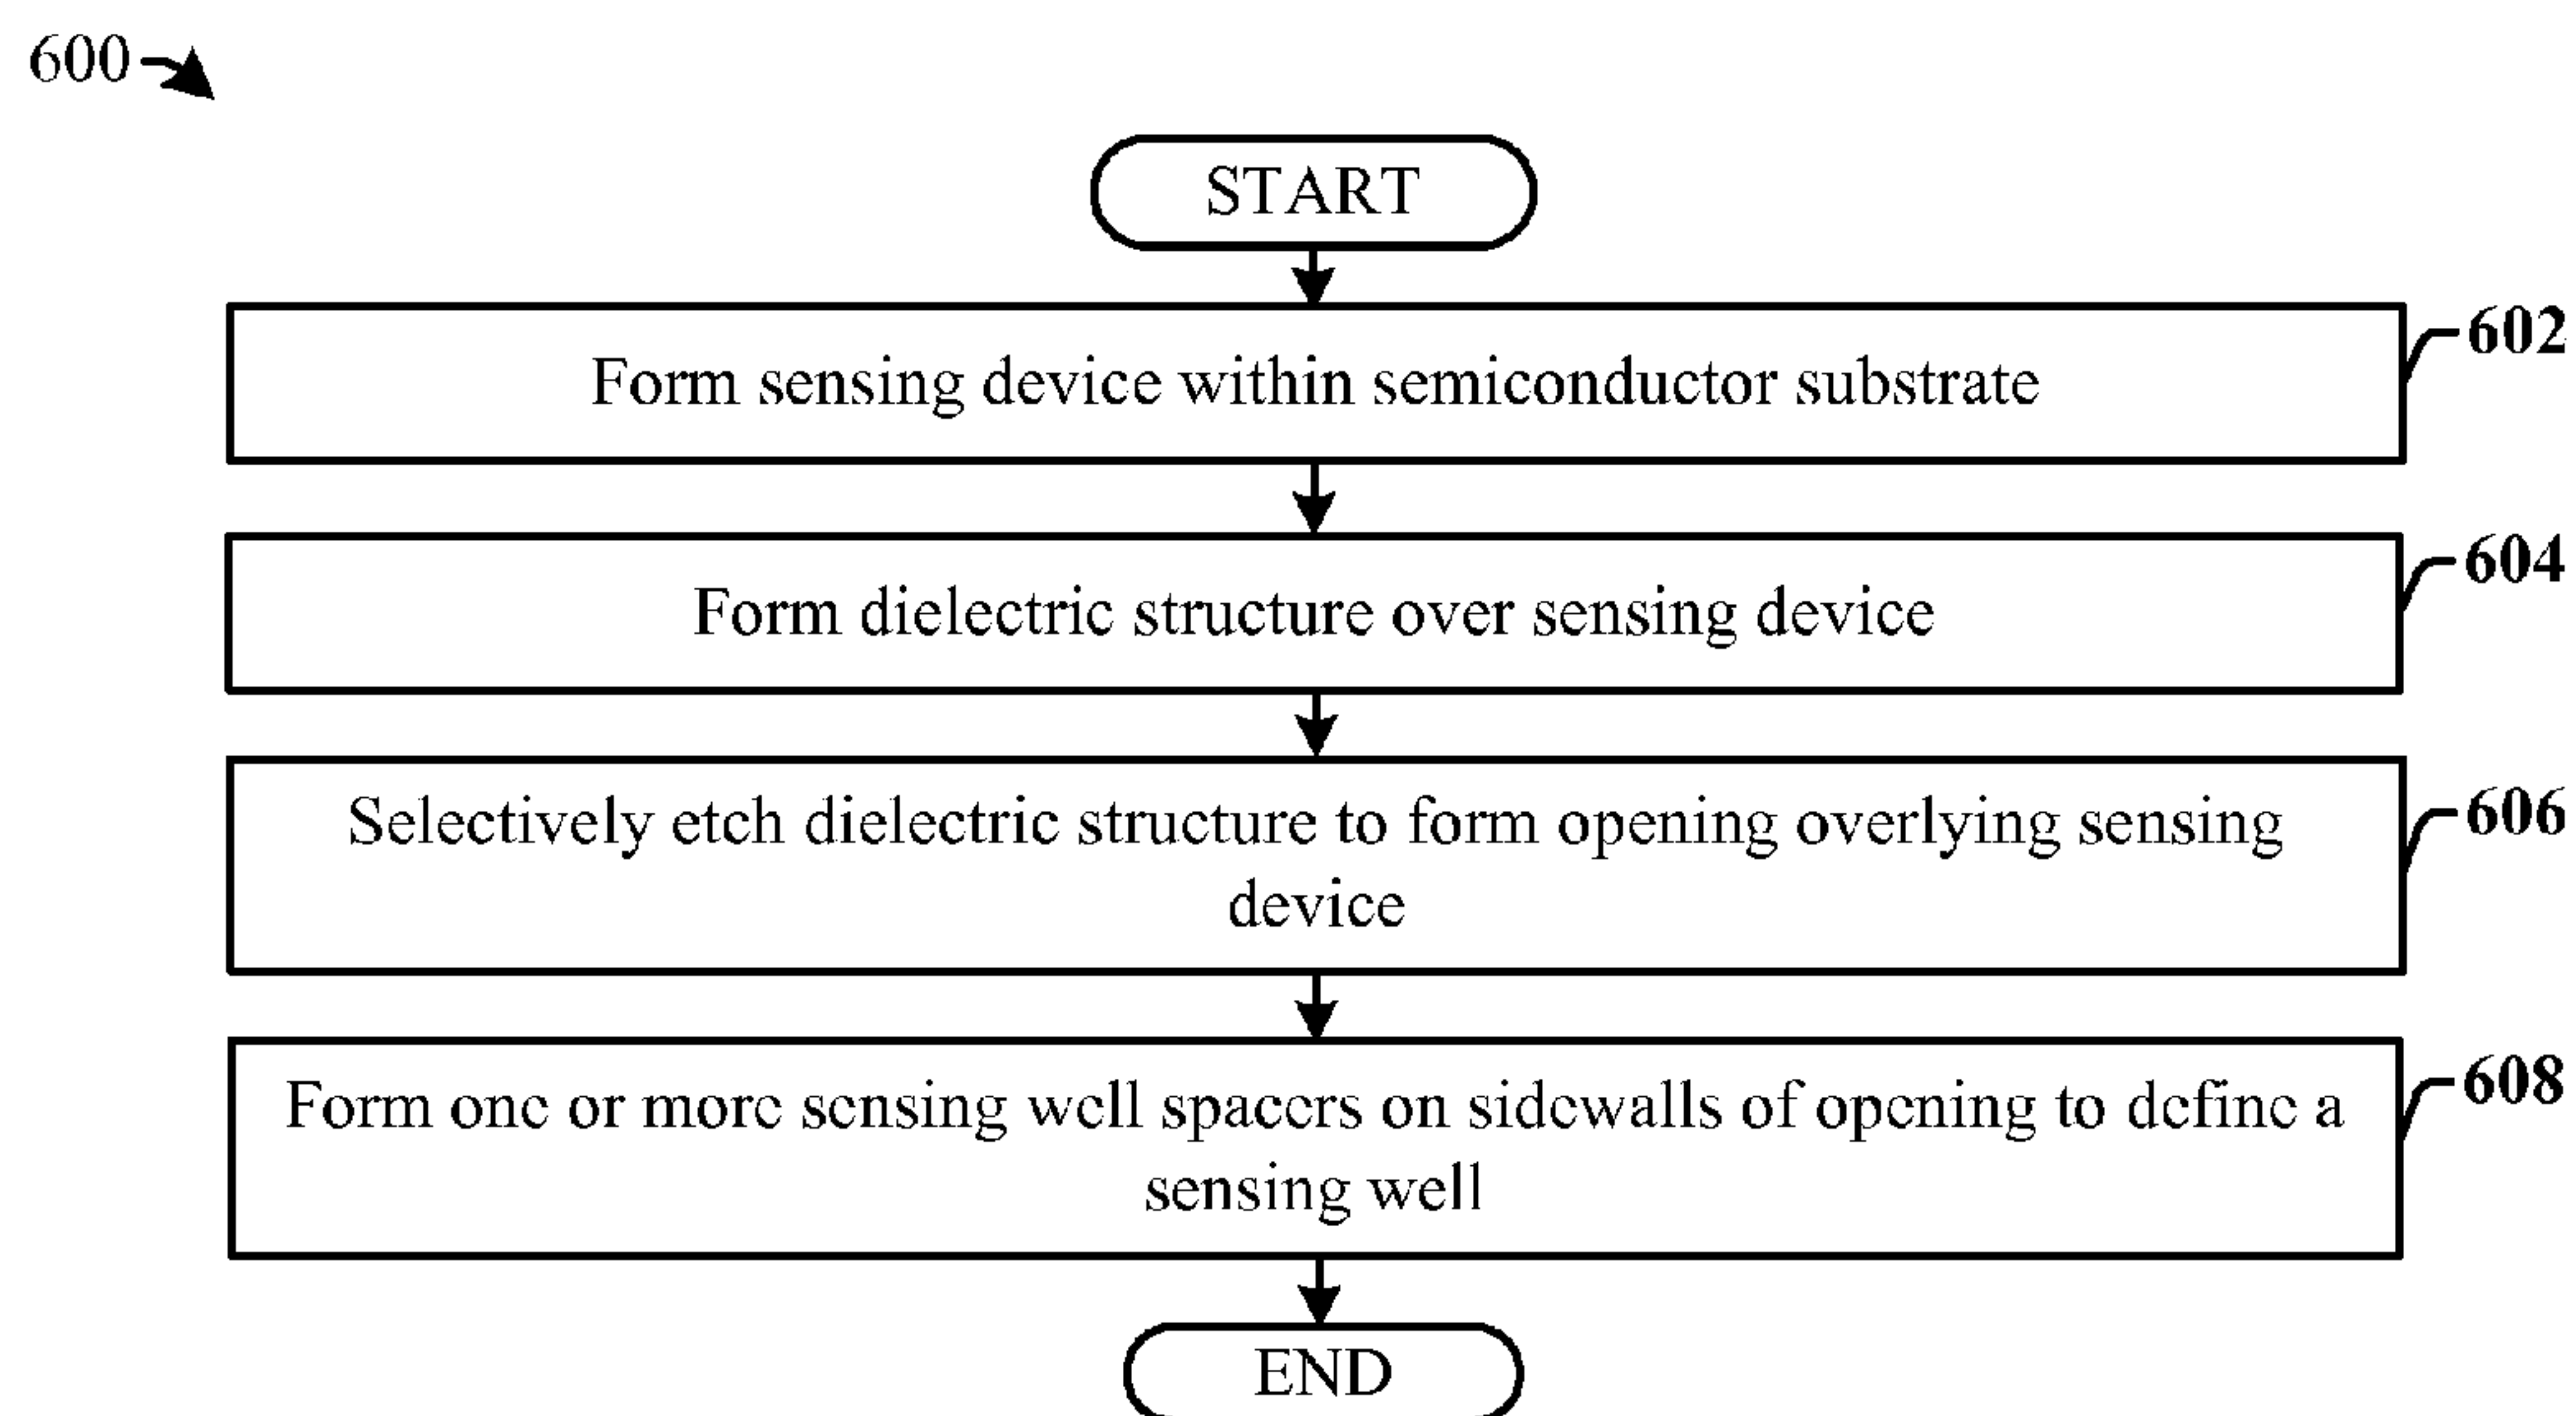 600
START
602
Form sensing device within semiconductor substrate
604
Form dielectric structure over sensing device
606
Selectively etch dielectric structure to form opening overlying sensing
device
608
Form one or more sensing well spacers on sidewalls of opening to define a
sensing well
END